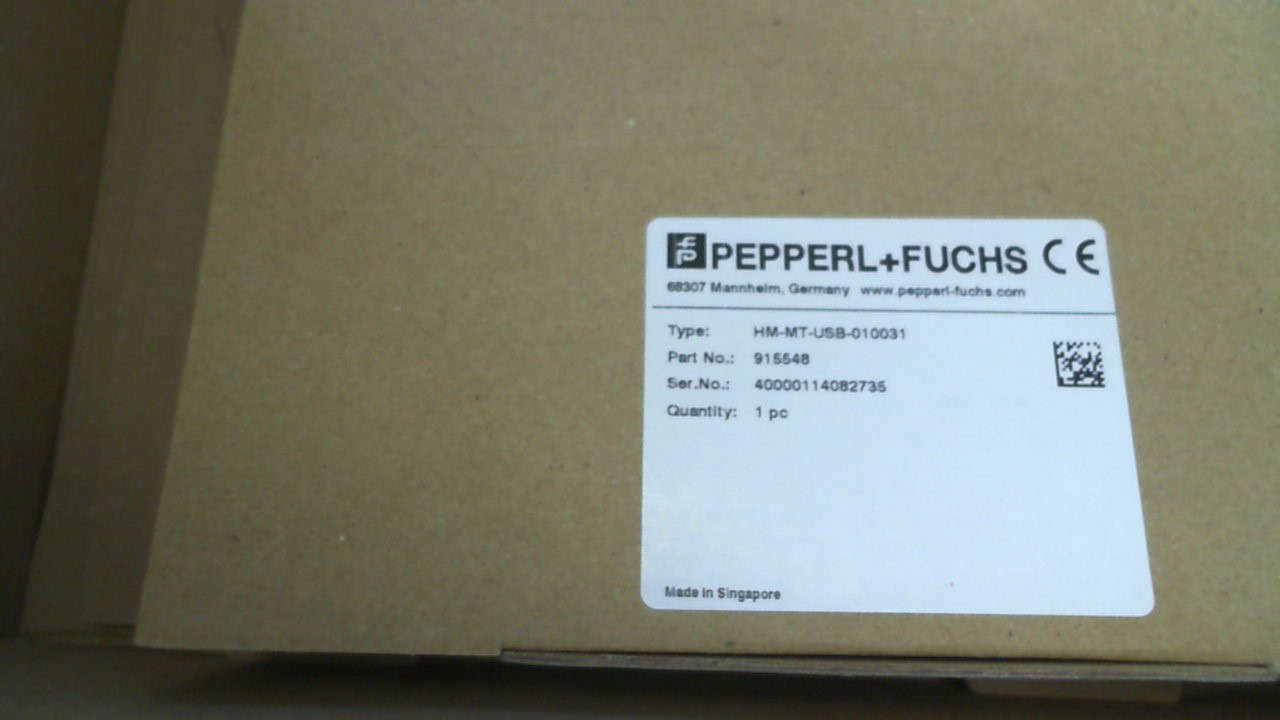 PEPPERL+FUCHS CE
68307 Mannheim, Germany www.pepperl-fuchs.com
Type: HM-MT-USB-010031
Part No.: 915548
Ser.No.: 40000114082735
Quantity: 1 pc
Made in Singapore